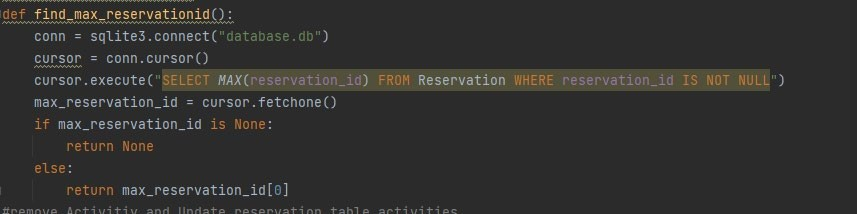 def find_max_reservationid():
    conn = sqlite3.connect("database.db")
    cursor = conn.cursor()
    cursor.execute("SELECT MAX(reservation_id) FROM Reservation WHERE reservation_id IS NOT NULL")
    max_reservation_id = cursor.fetchone()
    if max_reservation_id is None:
        return None
    else:
        return max_reservation_id[0]
#remove Activitiy and Update reservation table activities